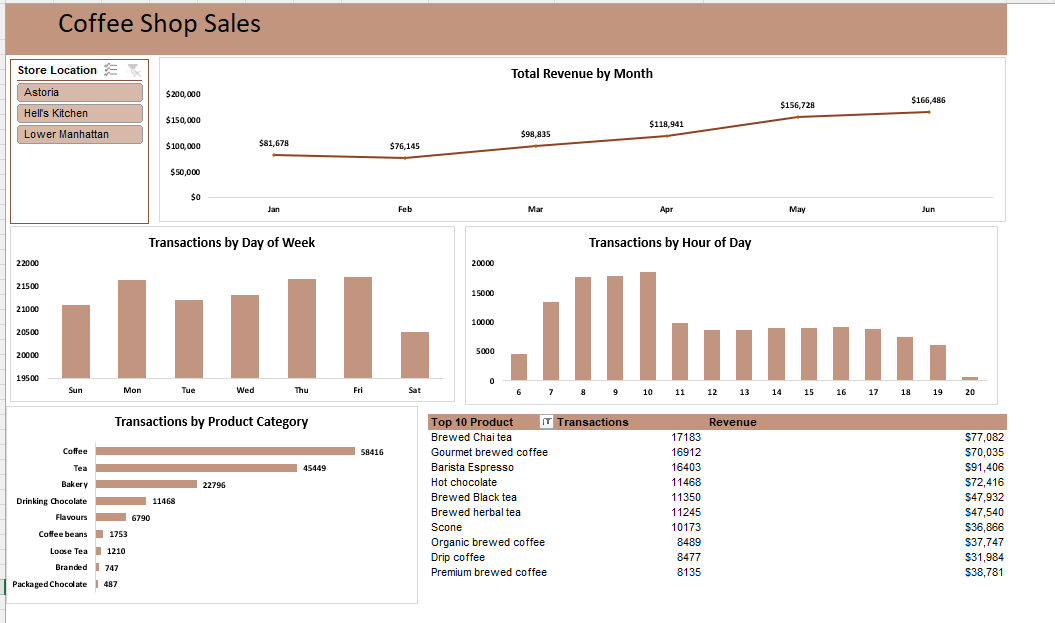 Coffee Shop Sales
Store Location
Astoria
Hell's Kitchen
Lower Manhattan
Total Revenue by Month
$200,000
$150,000
$100,000
$50,000
$0
$81,678
$76,145
$98,835
$118,941
$156,728
$166,486
Jan Feb Mar Apr May Jun
Transactions by Day of Week
22000
21500
21000
20500
20000
19500
Sun Mon Tue Wed Thu Fri Sat
Transactions by Hour of Day
20000
15000
10000
5000
0
6 7 8 9 10 11 12 13 14 15 16 17 18 19 20
Transactions by Product Category
Coffee 58416
Tea 45449
Bakery 22796
Drinking Chocolate 11468
Flavours 6790
Coffee beans 1753
Loose Tea 1210
Branded 747
Packaged Chocolate 487
Top 10 Product Transactions Revenue
Brewed Chai tea 17183 $77,082
Gourmet brewed coffee 16912 $70,035
Barista Espresso 16403 $91,406
Hot chocolate 11468 $72,416
Brewed Black tea 11350 $47,932
Brewed herbal tea 11245 $47,540
Scone 10173 $36,866
Organic brewed coffee 8489 $37,747
Drip coffee 8477 $31,984
Premium brewed coffee 8135 $38,781